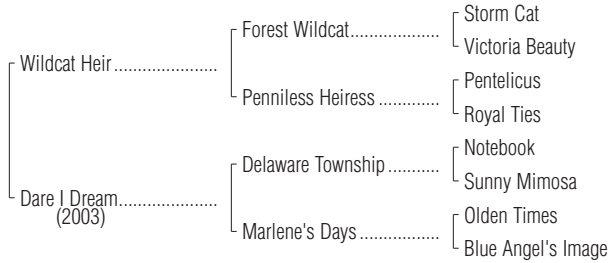 Storm Cat
Forest Wildcat...................
Victoria Beauty
Wildcat Heir......................
Pentelicus
Penniless Heiress .............
Royal Ties
Notebook
Delaware Township ...........
Sunny Mimosa
Dare I Dream.....................
(2003)
Olden Times
Marlene's Days .................
Blue Angel's Image